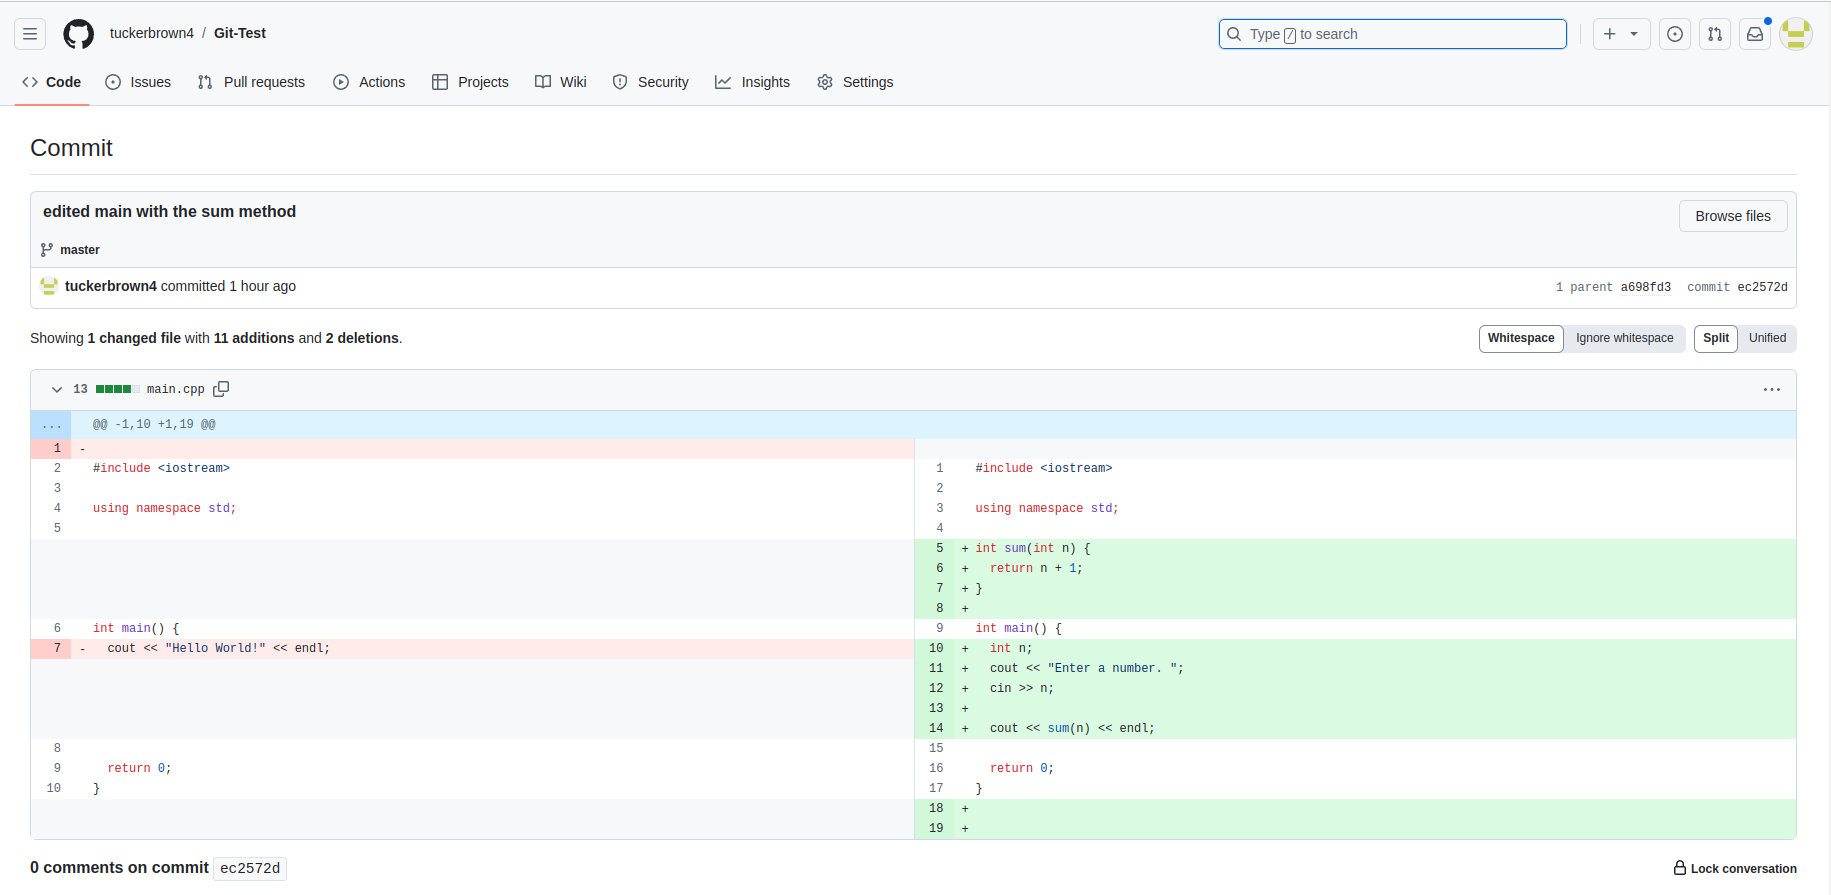 tuckerbrown4 / Git-Test
Type / to search
Code Issues Pull requests Actions Projects Wiki Security Insights Settings
Commit
edited main with the sum method
Browse files
master
tuckerbrown4 committed 1 hour ago
1 parent a698fd3 commit ec2572d
Showing 1 changed file with 11 additions and 2 deletions.
Whitespace Ignore whitespace Split Unified
13 main.cpp
... @@ -1,10 +1,19 @@
1 -
2 #include <iostream> 1 #include <iostream>
3 2
4 using namespace std; 3 using namespace std;
5 4
5 + int sum(int n) {
6 + return n + 1;
7 + }
8 +
6 int main() { 9 int main() {
7 - cout << "Hello World!" << endl; 10 + int n;
11 + cout << "Enter a number. ";
12 + cin >> n;
13 +
14 + cout << sum(n) << endl;
8 15
9 return 0; 16 return 0;
10 } 17 }
18 +
19 +
0 comments on commit ec2572d
Lock conversation